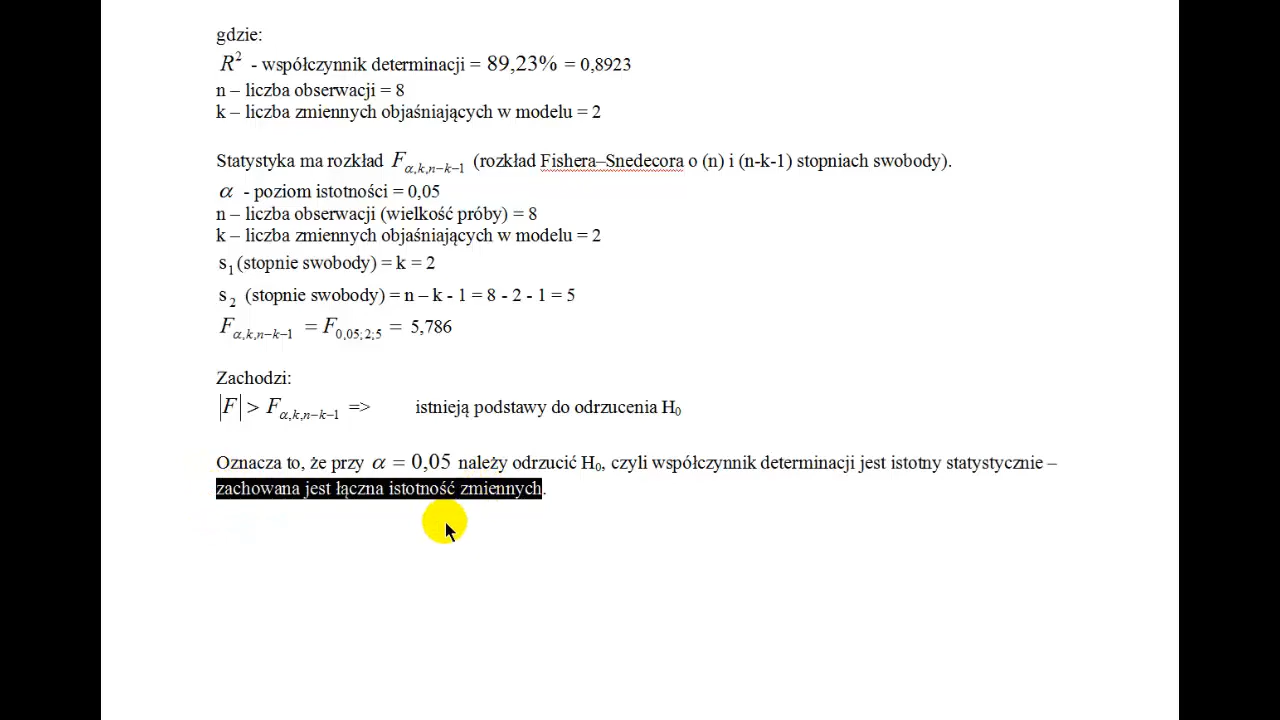 gdzie:
R² - współczynnik determinacji = 89,23% = 0,8923
n – liczba obserwacji = 8
k – liczba zmiennych objaśniających w modelu = 2
Statystyka ma rozkład F α,k,n−k−1 (rozkład Fishera–Snedecora o (n) i (n-k-1) stopniach swobody).
α - poziom istotności = 0,05
n – liczba obserwacji (wielkość próby) = 8
k – liczba zmiennych objaśniających w modelu = 2
s₁ (stopnie swobody) = k = 2
s₂ (stopnie swobody) = n – k - 1 = 8 - 2 - 1 = 5
F α,k,n−k−1 = F 0,05;2;5 = 5,786
Zachodzi:
|F| > F α,k,n−k−1 => istnieją podstawy do odrzucenia H₀
Oznacza to, że przy α = 0,05 należy odrzucić H₀, czyli współczynnik determinacji jest istotny statystycznie –
zachowana jest łączna istotność zmiennych.